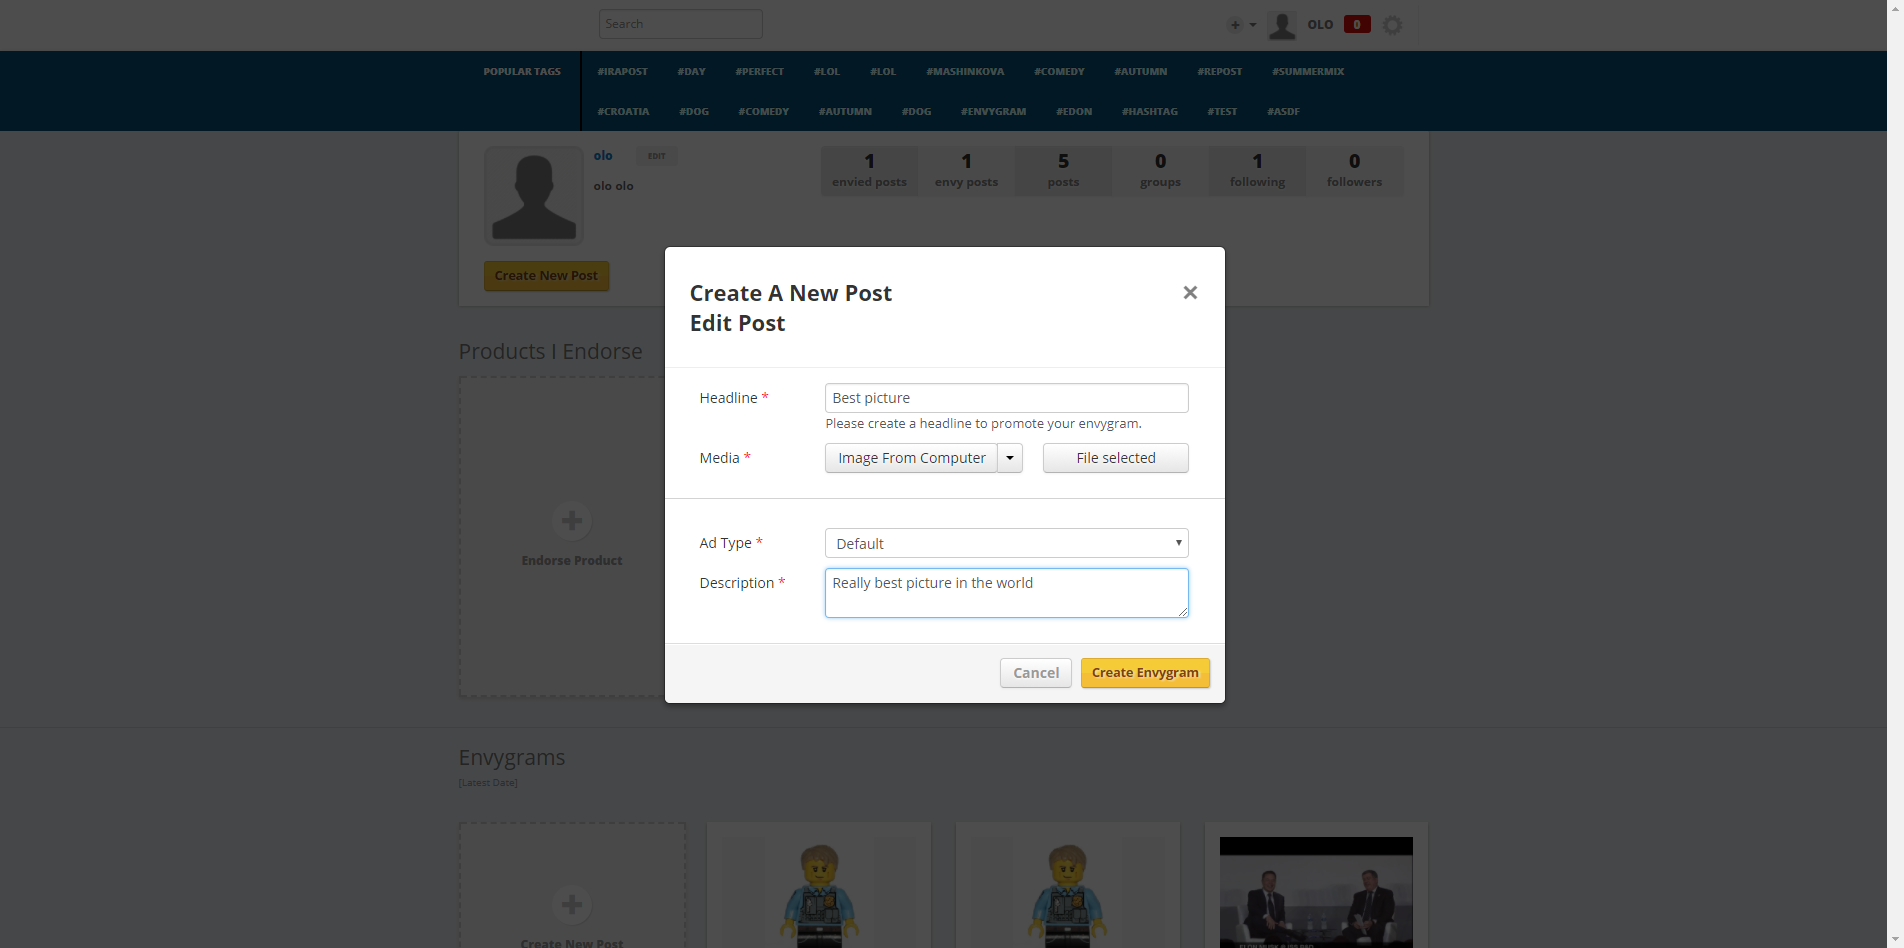 Search
+ OLO 0
POPULAR TAGS #IRAPOST #DAY #PERFECT #LOL #LOL #MASHINKOVA #COMEDY #AUTUMN #REPOST #SUMMERMIX
#CROATIA #DOG #COMEDY #AUTUMN #DOG #ENVYGRAM #EDON #HASHTAG #TEST #ASDF
olo EDIT
olo olo
1 1 5 0 1 0
envied posts envy posts posts groups following followers
Create New Post
Create A New Post
Edit Post
Products I Endorse
Headline * Best picture
Please create a headline to promote your envygram.
Media * Image From Computer File selected
Endorse Product
Ad Type * Default
Description * Really best picture in the world
Cancel Create Envygram
Envygrams
[Latest Date]
Create New Post